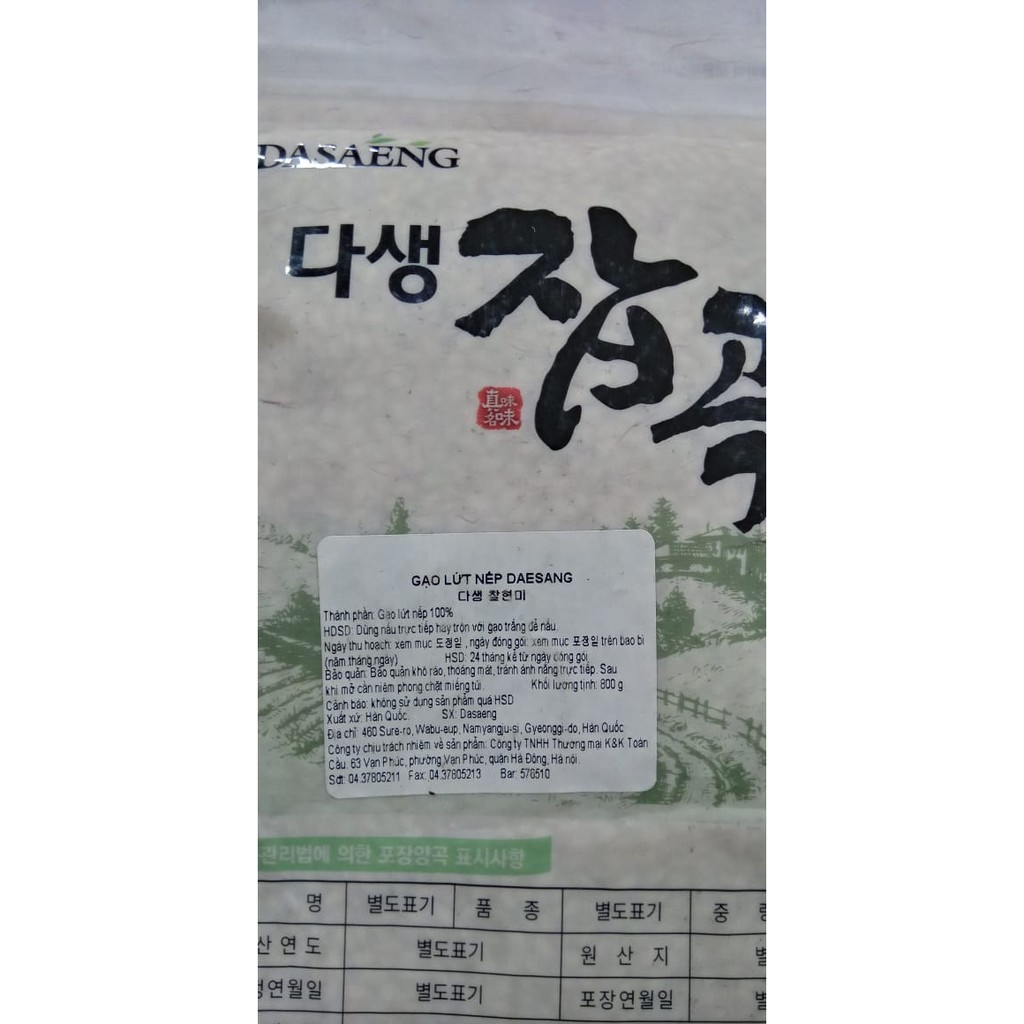 DASAENG
다생 잡곡
真味
名味
GẠO LỨT NẾP DAESANG
다생 찰현미
Thành phần: Gạo lứt nếp 100%
HDSD: Dùng nấu trực tiếp hay trộn với gạo trắng để nấu.
Ngày thu hoạch: xem mục 도정일 , ngày đóng gói: xem mục 포장일 trên bao bì
(năm tháng ngày) HSD: 24 tháng kể từ ngày đóng gói
Bảo quản: Bảo quản khô ráo, thoáng mát, tránh ánh nắng trực tiếp. Sau
khi mở cần niêm phong chặt miệng túi. Khối lượng tịnh: 800 g
Cảnh báo: không sử dụng sản phẩm quá HSD
Xuất xứ: Hàn Quốc. SX: Dasaeng
Địa chỉ: 460 Sure-ro, Wabu-eup, Namyangju-si, Gyeonggi-do, Hàn Quốc
Công ty chịu trách nhiệm về sản phẩm: Công ty TNHH Thương mại K&K Toàn
Cầu. 63 Vạn Phúc, phường Vạn Phúc, quận Hà Đông, Hà nội
Sđt: 04.37805211 Fax: 04.37805213 Bar: 576510
관리법에 의한 포장양곡 표시사항
명 별도표기 품 종 별도표기 중
산 연 도 별도표기 원 산 지 별
정연월일 별도표기 포장연월일 별